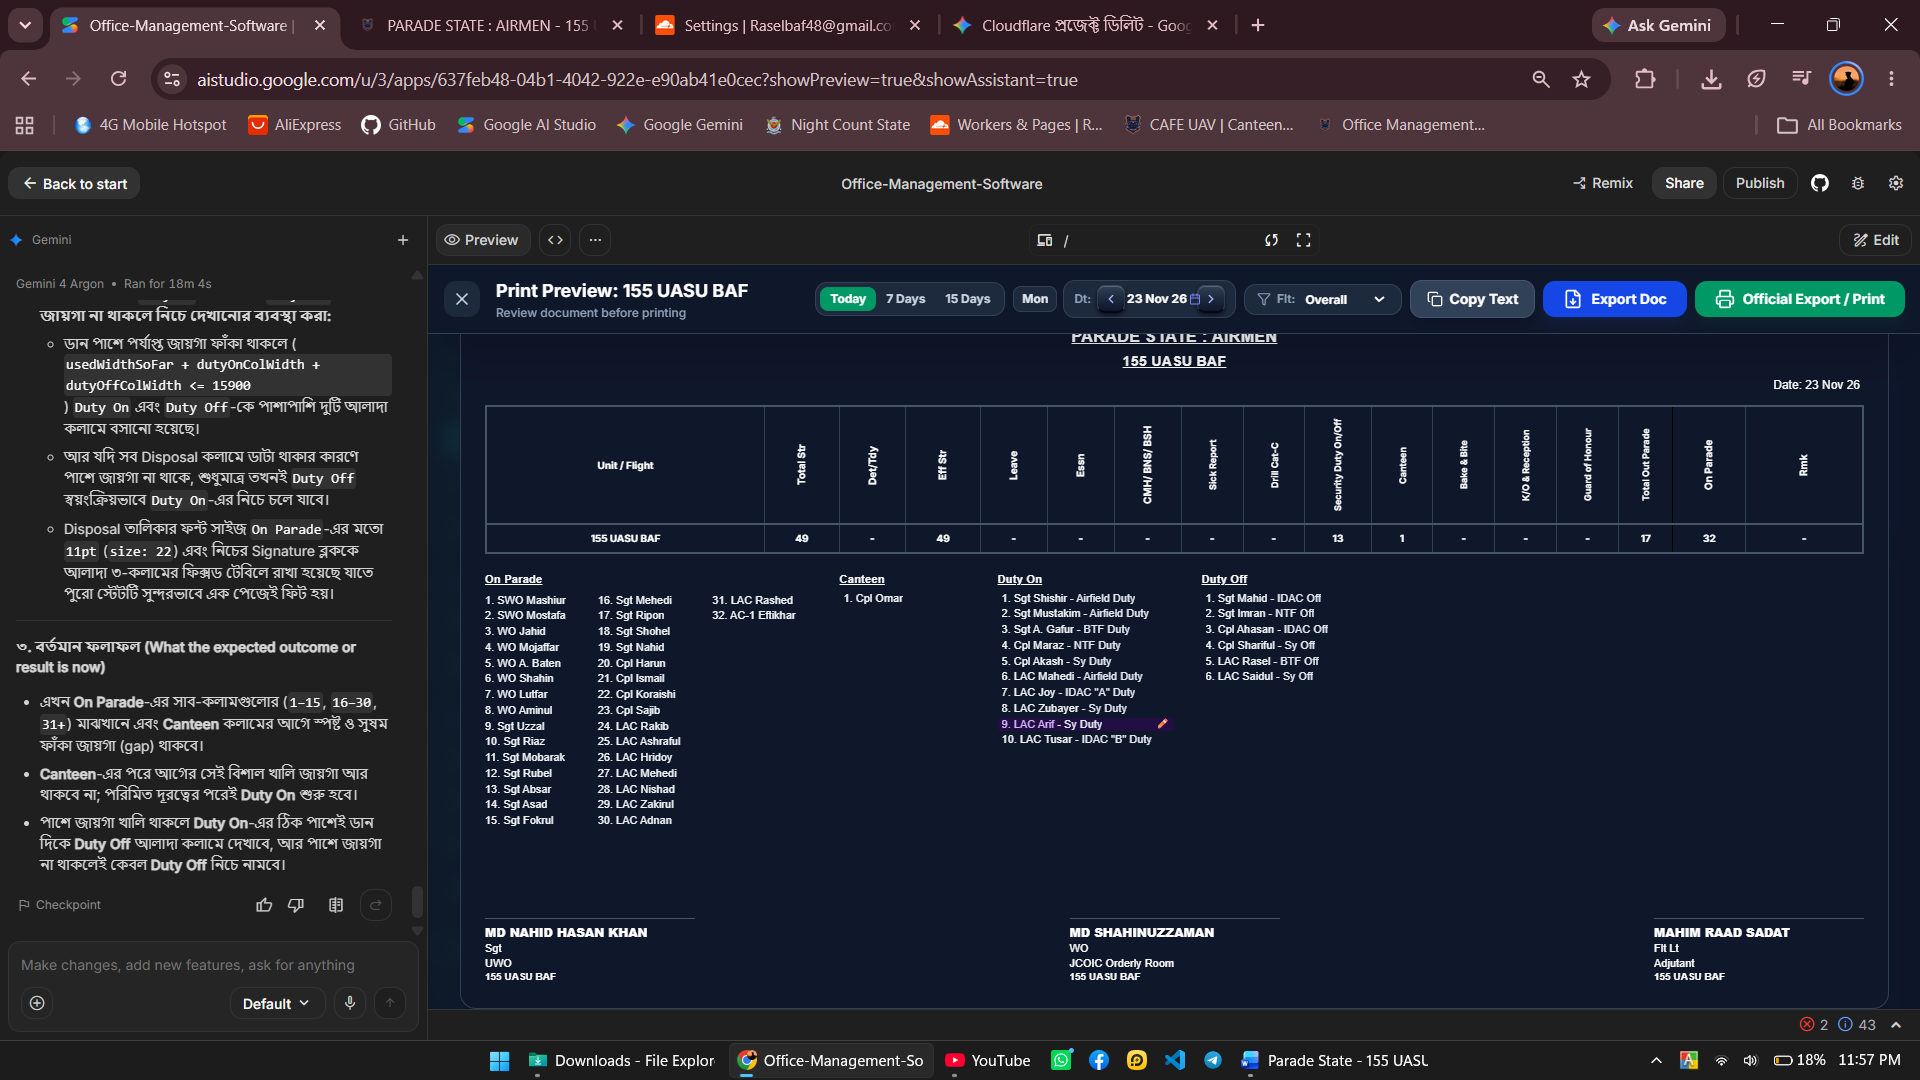 Office-Management-Software |
PARADE STATE : AIRMEN - 155
Settings | Raselbaf48@gmail.co
Cloudflare প্রজেক্ট ডিলিট - Goog
Ask Gemini
aistudio.google.com/u/3/apps/637feb48-04b1-4042-922e-e90ab41e0cec?showPreview=true&showAssistant=true
4G Mobile Hotspot
AliExpress
GitHub
Google AI Studio
Google Gemini
Night Count State
Workers & Pages | R...
CAFE UAV | Canteen...
Office Management...
All Bookmarks
Back to start
Office-Management-Software
Remix
Share
Publish
Gemini
Preview
/
Edit
Gemini 4 Argon • Ran for 18m 4s
জায়গা না থাকলে নিচে দেখানোর ব্যবস্থা করা:
ডান পাশে পর্যাপ্ত জায়গা ফাঁকা থাকলে (
usedWidthSoFar + dutyOnColWidth +
dutyOffColWidth <= 15900
) Duty On এবং Duty Off-কে পাশাপাশি দুটি আলাদা
কলামে বসানো হয়েছে।
আর যদি সব Disposal কলামে ডাটা থাকার কারণে
পাশে জায়গা না থাকে, শুধুমাত্র তখনই Duty Off
স্বয়ংক্রিয়ভাবে Duty On-এর নিচে চলে যাবে।
Disposal তালিকার ফন্ট সাইজ On Parade-এর মতো
11pt (size: 22) এবং নিচের Signature ব্লককে
আলাদা ৩-কলামের ফিক্সড টেবিলে রাখা হয়েছে যাতে
পুরো স্টেটটি সুন্দরভাবে এক পেজেই ফিট হয়।
৩. বর্তমান ফলাফল (What the expected outcome or
result is now)
এখন On Parade-এর সাব-কলামগুলোর (1–15, 16–30,
31+) মাঝখানে এবং Canteen কলামের আগে স্পষ্ট ও সুষম
ফাঁকা জায়গা (gap) থাকবে।
Canteen-এর পরে আগের সেই বিশাল খালি জায়গা আর
থাকবে না; পরিমিত দূরত্বের পরেই Duty On শুরু হবে।
পাশে জায়গা খালি থাকলে Duty On-এর ঠিক পাশেই ডান
দিকে Duty Off আলাদা কলামে দেখাবে, আর পাশে জায়গা
না থাকলেই কেবল Duty Off নিচে নামবে।
Checkpoint
Make changes, add new features, ask for anything
Default
Print Preview: 155 UASU BAF
Review document before printing
Today
7 Days
15 Days
Mon
Dt:
23 Nov 26
Flt:
Overall
Copy Text
Export Doc
Official Export / Print
PARADE STATE : AIRMEN
155 UASU BAF
Date: 23 Nov 26
Unit / Flight
Total Str
Det/Tdy
Eff Str
Leave
Essn
CMH/ BNS/ BSH
Sick Report
Drill Cat-C
Security Duty On/Off
Canteen
Bake & Bite
K/O & Reception
Guard of Honour
Total Out Parade
On Parade
Rmk
155 UASU BAF 49 - 49 - - - - - 13 1 - - - 17 32 -
On Parade
1. SWO Mashiur
2. SWO Mostafa
3. WO Jahid
4. WO Mojaffar
5. WO A. Baten
6. WO Shahin
7. WO Lutfar
8. WO Aminul
9. Sgt Uzzal
10. Sgt Riaz
11. Sgt Mobarak
12. Sgt Rubel
13. Sgt Absar
14. Sgt Asad
15. Sgt Fokrul
16. Sgt Mehedi
17. Sgt Ripon
18. Sgt Shohel
19. Sgt Nahid
20. Cpl Harun
21. Cpl Ismail
22. Cpl Koraishi
23. Cpl Sajib
24. LAC Rakib
25. LAC Ashraful
26. LAC Hridoy
27. LAC Mehedi
28. LAC Nishad
29. LAC Zakirul
30. LAC Adnan
31. LAC Rashed
32. AC-1 Eftikhar
Canteen
1. Cpl Omar
Duty On
1. Sgt Shishir - Airfield Duty
2. Sgt Mustakim - Airfield Duty
3. Sgt A. Gafur - BTF Duty
4. Cpl Maraz - NTF Duty
5. Cpl Akash - Sy Duty
6. LAC Mahedi - Airfield Duty
7. LAC Joy - IDAC "A" Duty
8. LAC Zubayer - Sy Duty
9. LAC Arif - Sy Duty
10. LAC Tusar - IDAC "B" Duty
Duty Off
1. Sgt Mahid - IDAC Off
2. Sgt Imran - NTF Off
3. Cpl Ahasan - IDAC Off
4. Cpl Shariful - Sy Off
5. LAC Rasel - BTF Off
6. LAC Saidul - Sy Off
MD NAHID HASAN KHAN
Sgt
UWO
155 UASU BAF
MD SHAHINUZZAMAN
WO
JCOIC Orderly Room
155 UASU BAF
MAHIM RAAD SADAT
Flt Lt
Adjutant
155 UASU BAF
2
43
Downloads - File Explor
Office-Management-So
YouTube
Parade State - 155 UASU
18%
11:57 PM